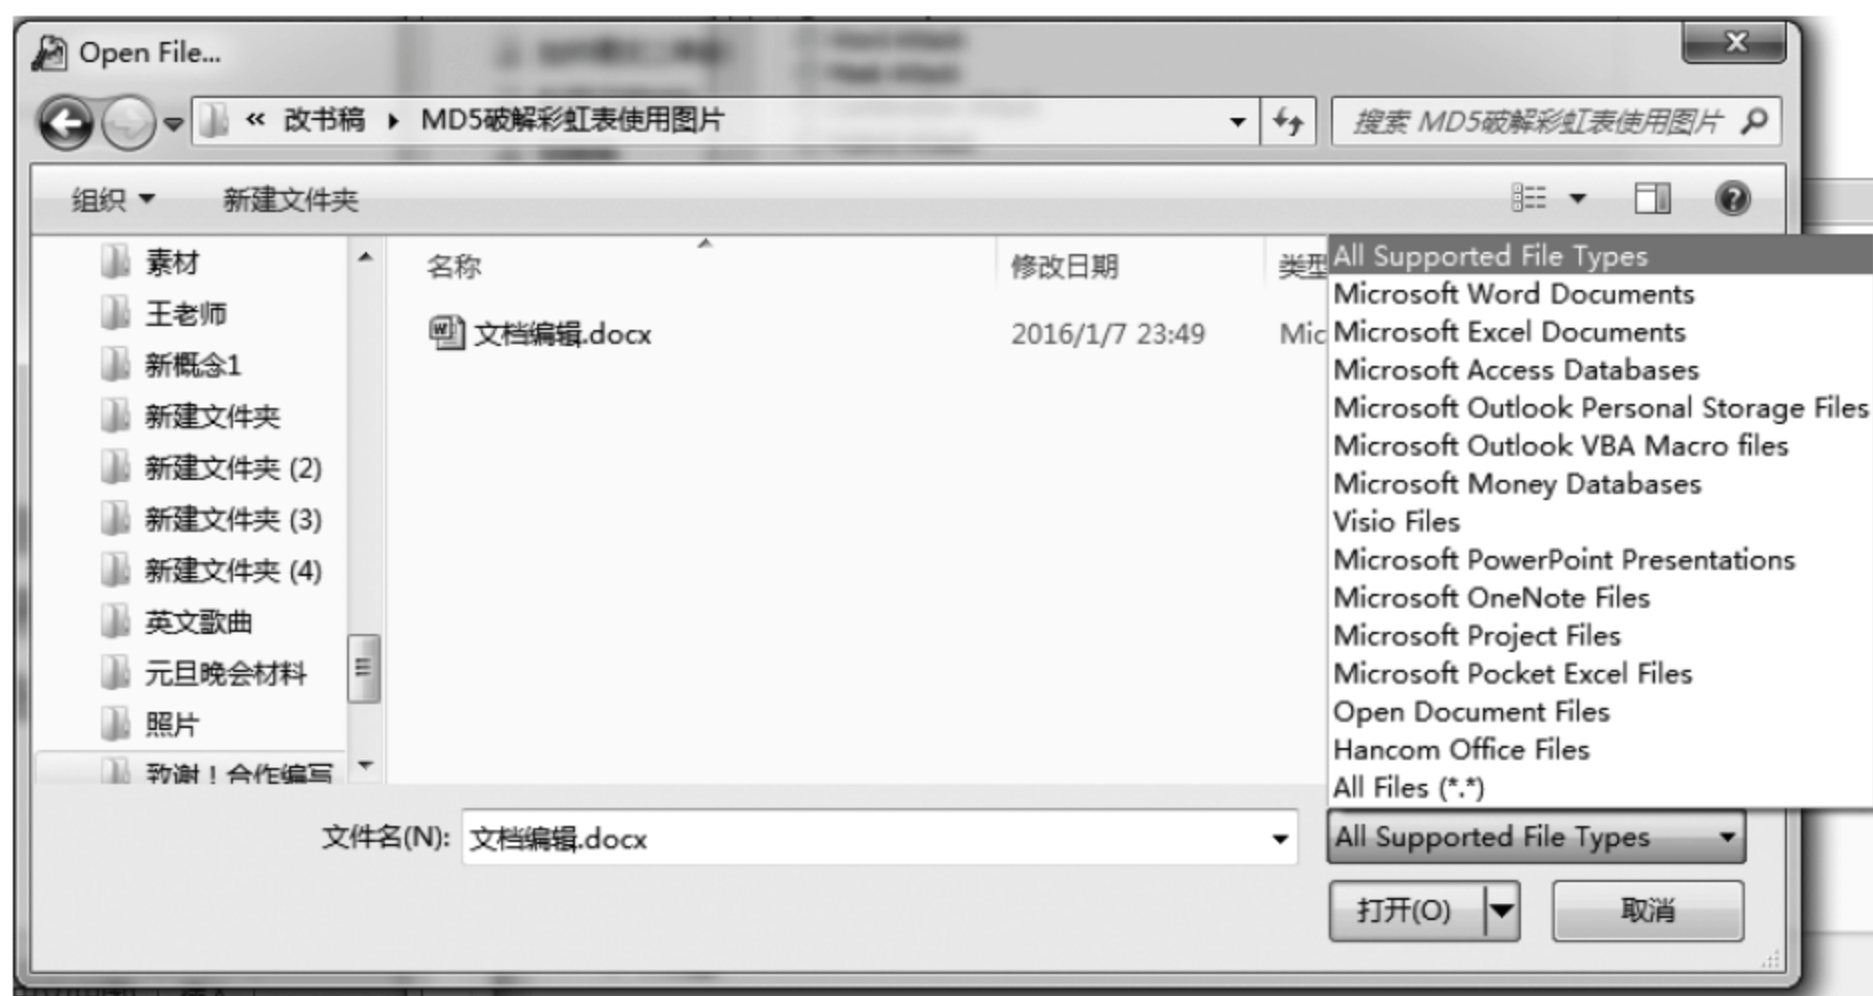 Open File...
« 改书稿 ▸ MD5破解彩虹表使用图片
搜索 MD5破解彩虹表使用图片
组织 新建文件夹
素材
王老师
新概念1
新建文件夹
新建文件夹 (2)
新建文件夹 (3)
新建文件夹 (4)
英文歌曲
元旦晚会材料
照片
致谢！合作编写
名称 修改日期 类型
文档编辑.docx 2016/1/7 23:49 Mic
All Supported File Types
Microsoft Word Documents
Microsoft Excel Documents
Microsoft Access Databases
Microsoft Outlook Personal Storage Files
Microsoft Outlook VBA Macro files
Microsoft Money Databases
Visio Files
Microsoft PowerPoint Presentations
Microsoft OneNote Files
Microsoft Project Files
Microsoft Pocket Excel Files
Open Document Files
Hancom Office Files
All Files (*.*)
文件名(N): 文档编辑.docx
All Supported File Types
打开(O) 取消